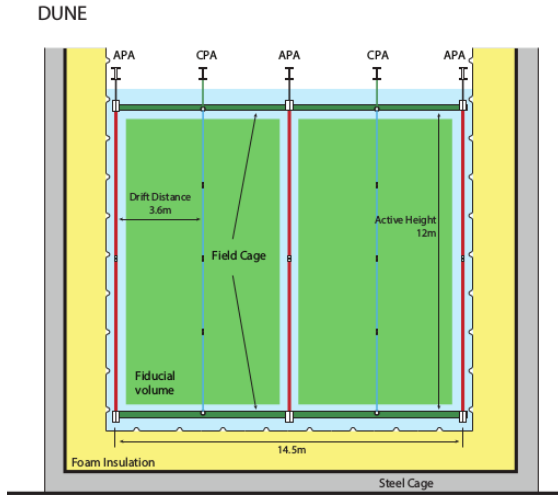 DUNE
APA CPA APA CPA APA
Drift Distance
3.6m
Active Height
12m
Field Cage
Fiducial
volume
14.5m
Foam Insulation
Steel Cage